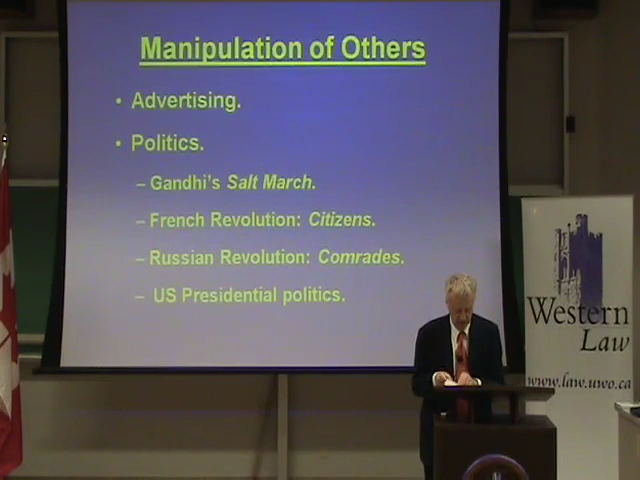 Manipulation of Others
• Advertising.
• Politics.
– Gandhi's Salt March.
– French Revolution: Citizens.
– Russian Revolution: Comrades.
– US Presidential politics.
Western
Law
www.law.uwo.ca